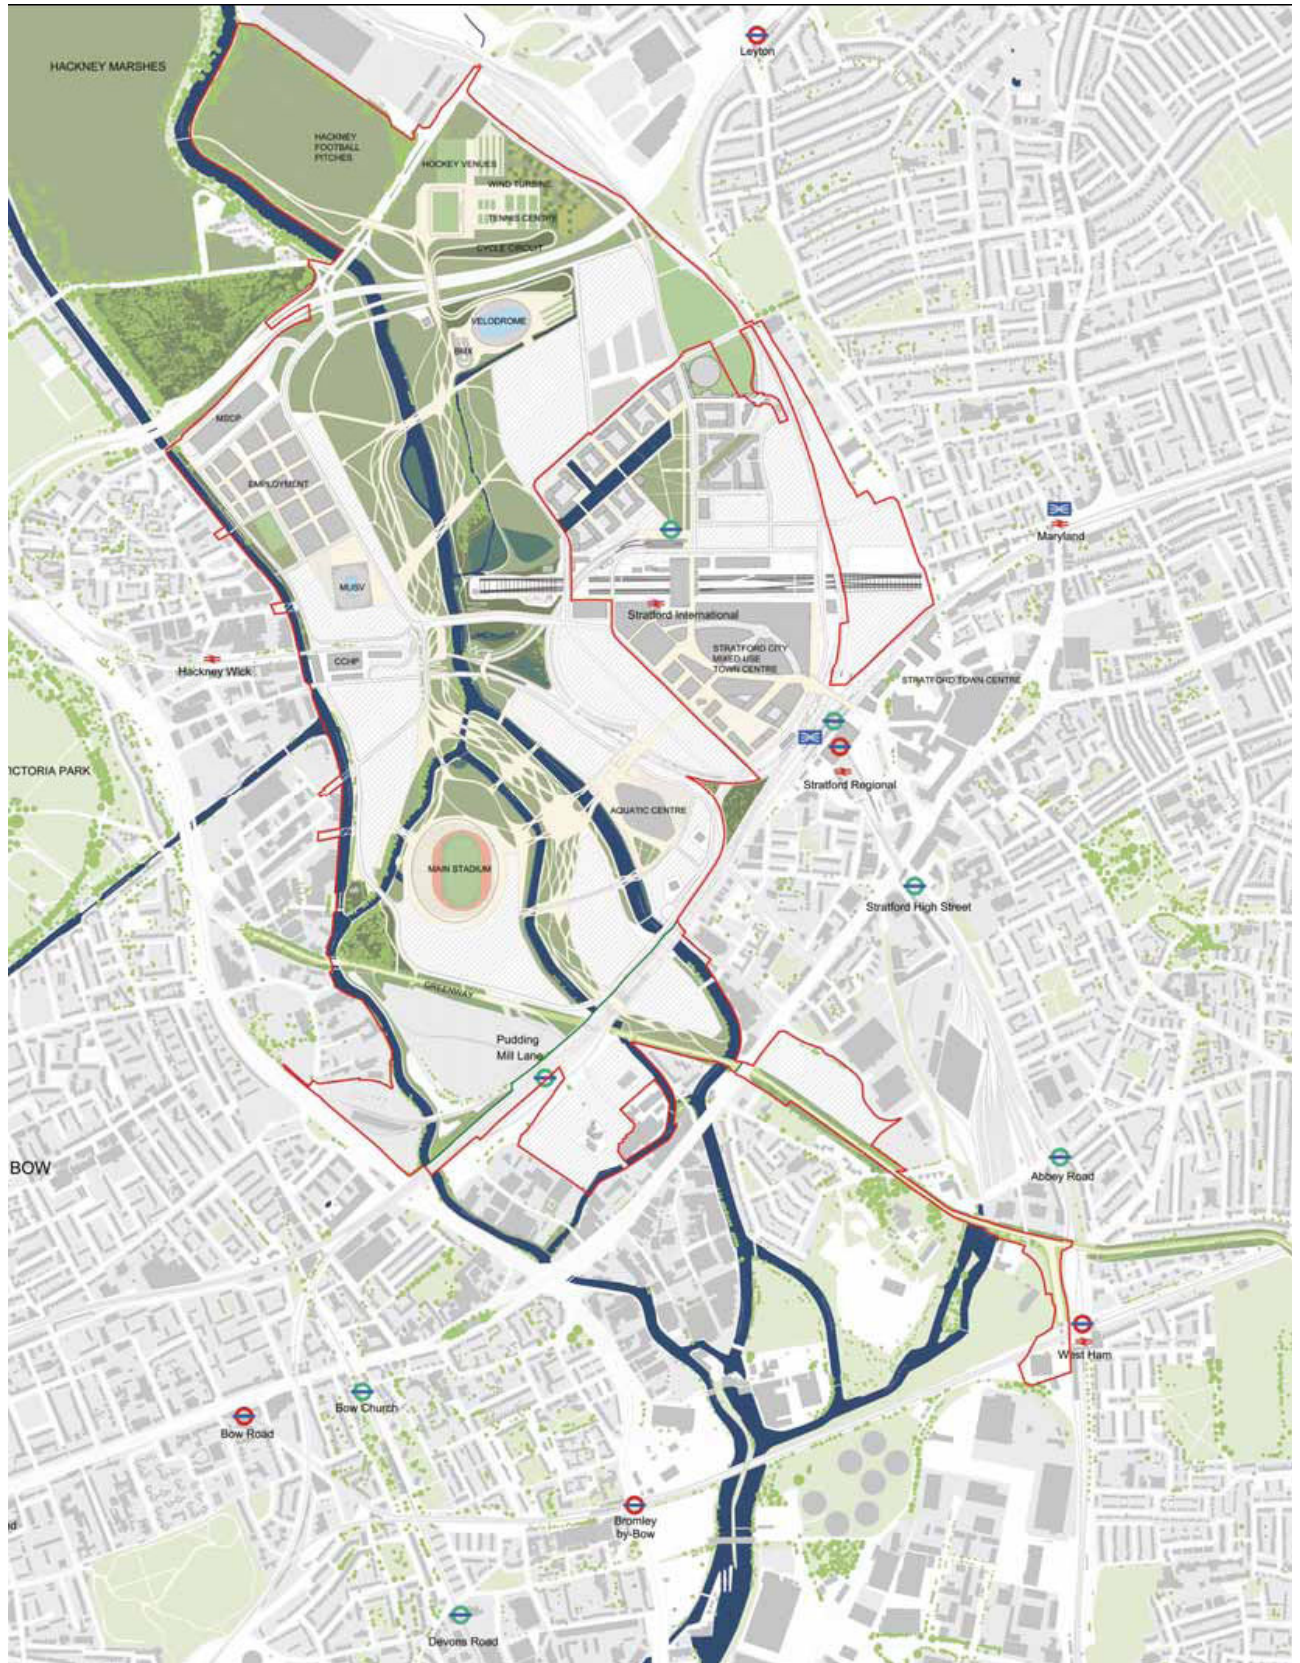 Leyton
HACKNEY MARSHES
HACKNEY
FOOTBALL
PITCHES
HOCKEY VENUES
WIND TURBINE
TENNIS CENTRE
CYCLE CIRCUIT
VELODROME
BMX
MSCP
EMPLOYMENT
Maryland
MUSV
Stratford International
STRATFORD CITY
MIXED USE
TOWN CENTRE
CCHP
Hackney Wick
STRATFORD TOWN CENTRE
VICTORIA PARK
Stratford Regional
AQUATIC CENTRE
MAIN STADIUM
Stratford High Street
GREENWAY
Pudding
Mill Lane
BOW
Abbey Road
West Ham
Bow Church
Bow Road
Bromley
by-Bow
Devons Road